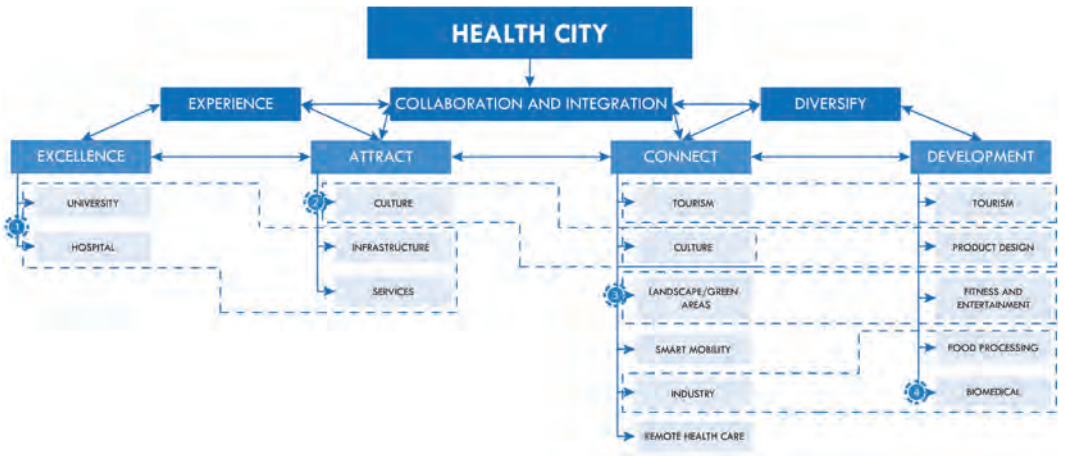 HEALTH CITY
EXPERIENCE
COLLABORATION AND INTEGRATION
DIVERSIFY
EXCELLENCE
ATTRACT
CONNECT
DEVELOPMENT
UNIVERSITY
2
CULTURE
TOURISM
TOURISM
1
HOSPITAL
INFRASTRUCTURE
CULTURE
PRODUCT DESIGN
SERVICES
3
LANDSCAPE/GREEN
AREAS
FITNESS AND
ENTERTAINMENT
SMART MOBILITY
FOOD PROCESSING
INDUSTRY
4
BIOMEDICAL
REMOTE HEALTH CARE